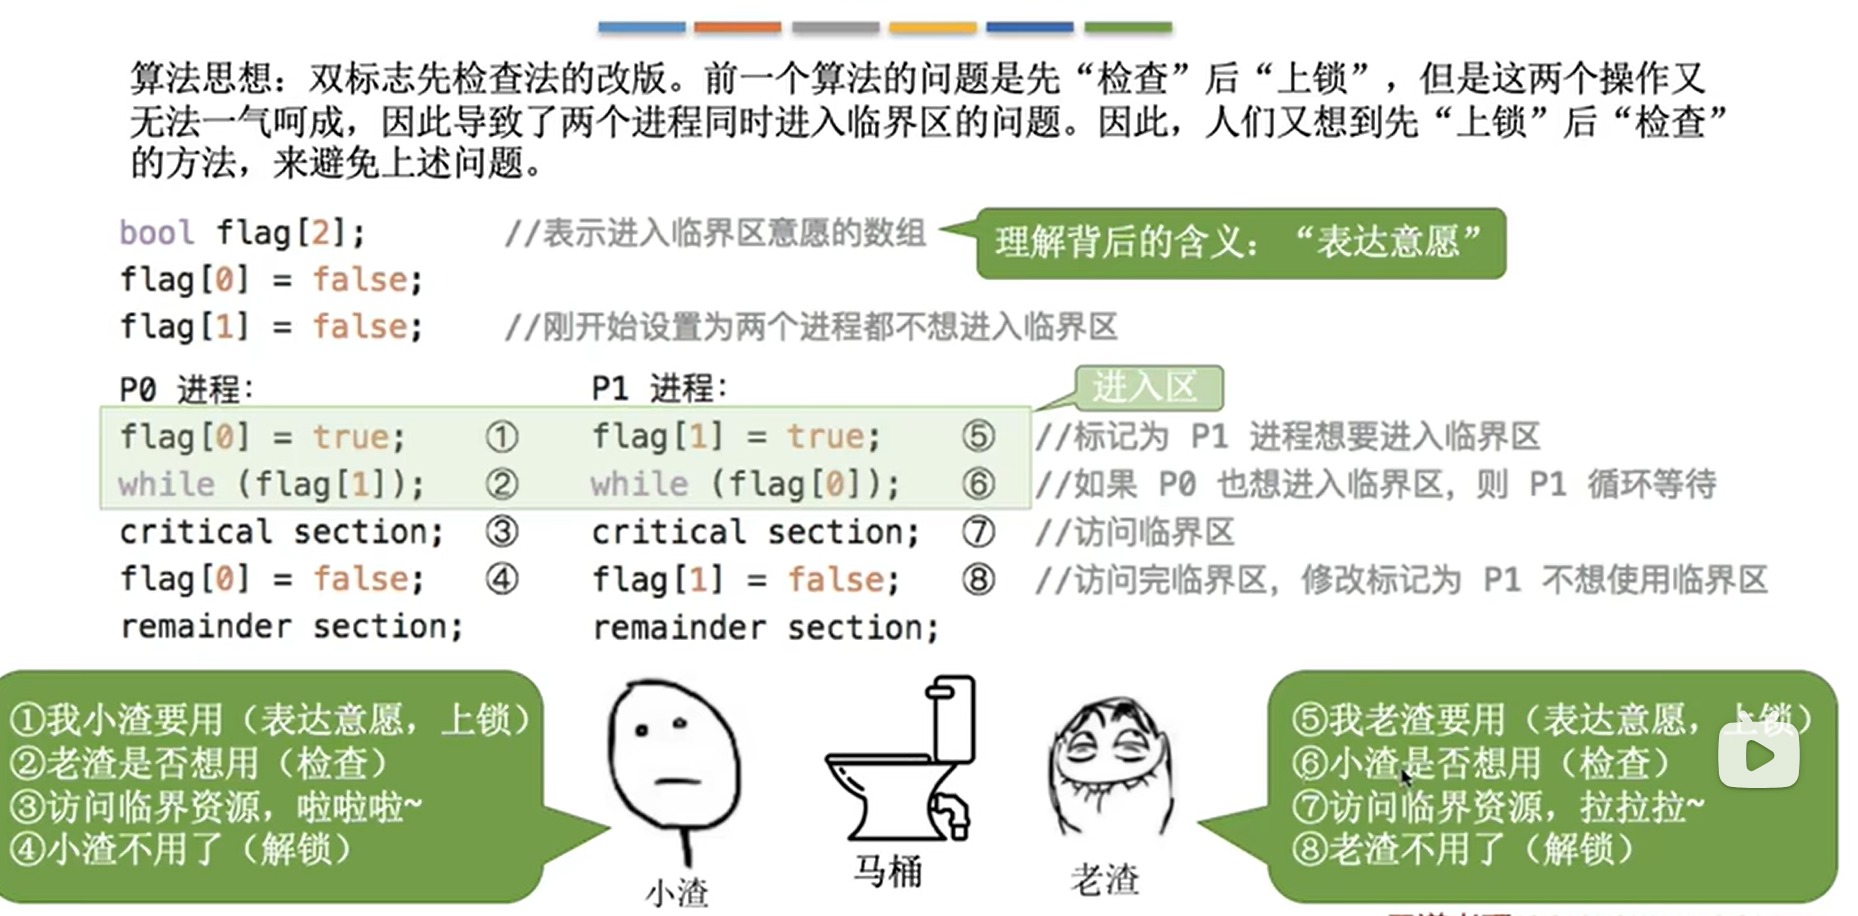 算法思想：双标志先检查法的改版。前一个算法的问题是先“检查”后“上锁”，但是这两个操作又
无法一气呵成，因此导致了两个进程同时进入临界区的问题。因此，人们又想到先“上锁”后“检查”
的方法，来避免上述问题。
bool flag[2]; //表示进入临界区意愿的数组
理解背后的含义：“表达意愿”
flag[0] = false;
flag[1] = false; //刚开始设置为两个进程都不想进入临界区
P0 进程: P1 进程:
进入区
flag[0] = true; ① flag[1] = true; ⑤ //标记为 P1 进程想要进入临界区
while (flag[1]); ② while (flag[0]); ⑥ //如果 P0 也想进入临界区，则 P1 循环等待
critical section; ③ critical section; ⑦ //访问临界区
flag[0] = false; ④ flag[1] = false; ⑧ //访问完临界区，修改标记为 P1 不想使用临界区
remainder section; remainder section;
①我小渣要用（表达意愿，上锁）
②老渣是否想用（检查）
③访问临界资源，啦啦啦~
④小渣不用了（解锁）
小渣
马桶
老渣
⑤我老渣要用（表达意愿，上锁）
⑥小渣是否想用（检查）
⑦访问临界资源，拉拉拉~
⑧老渣不用了（解锁）